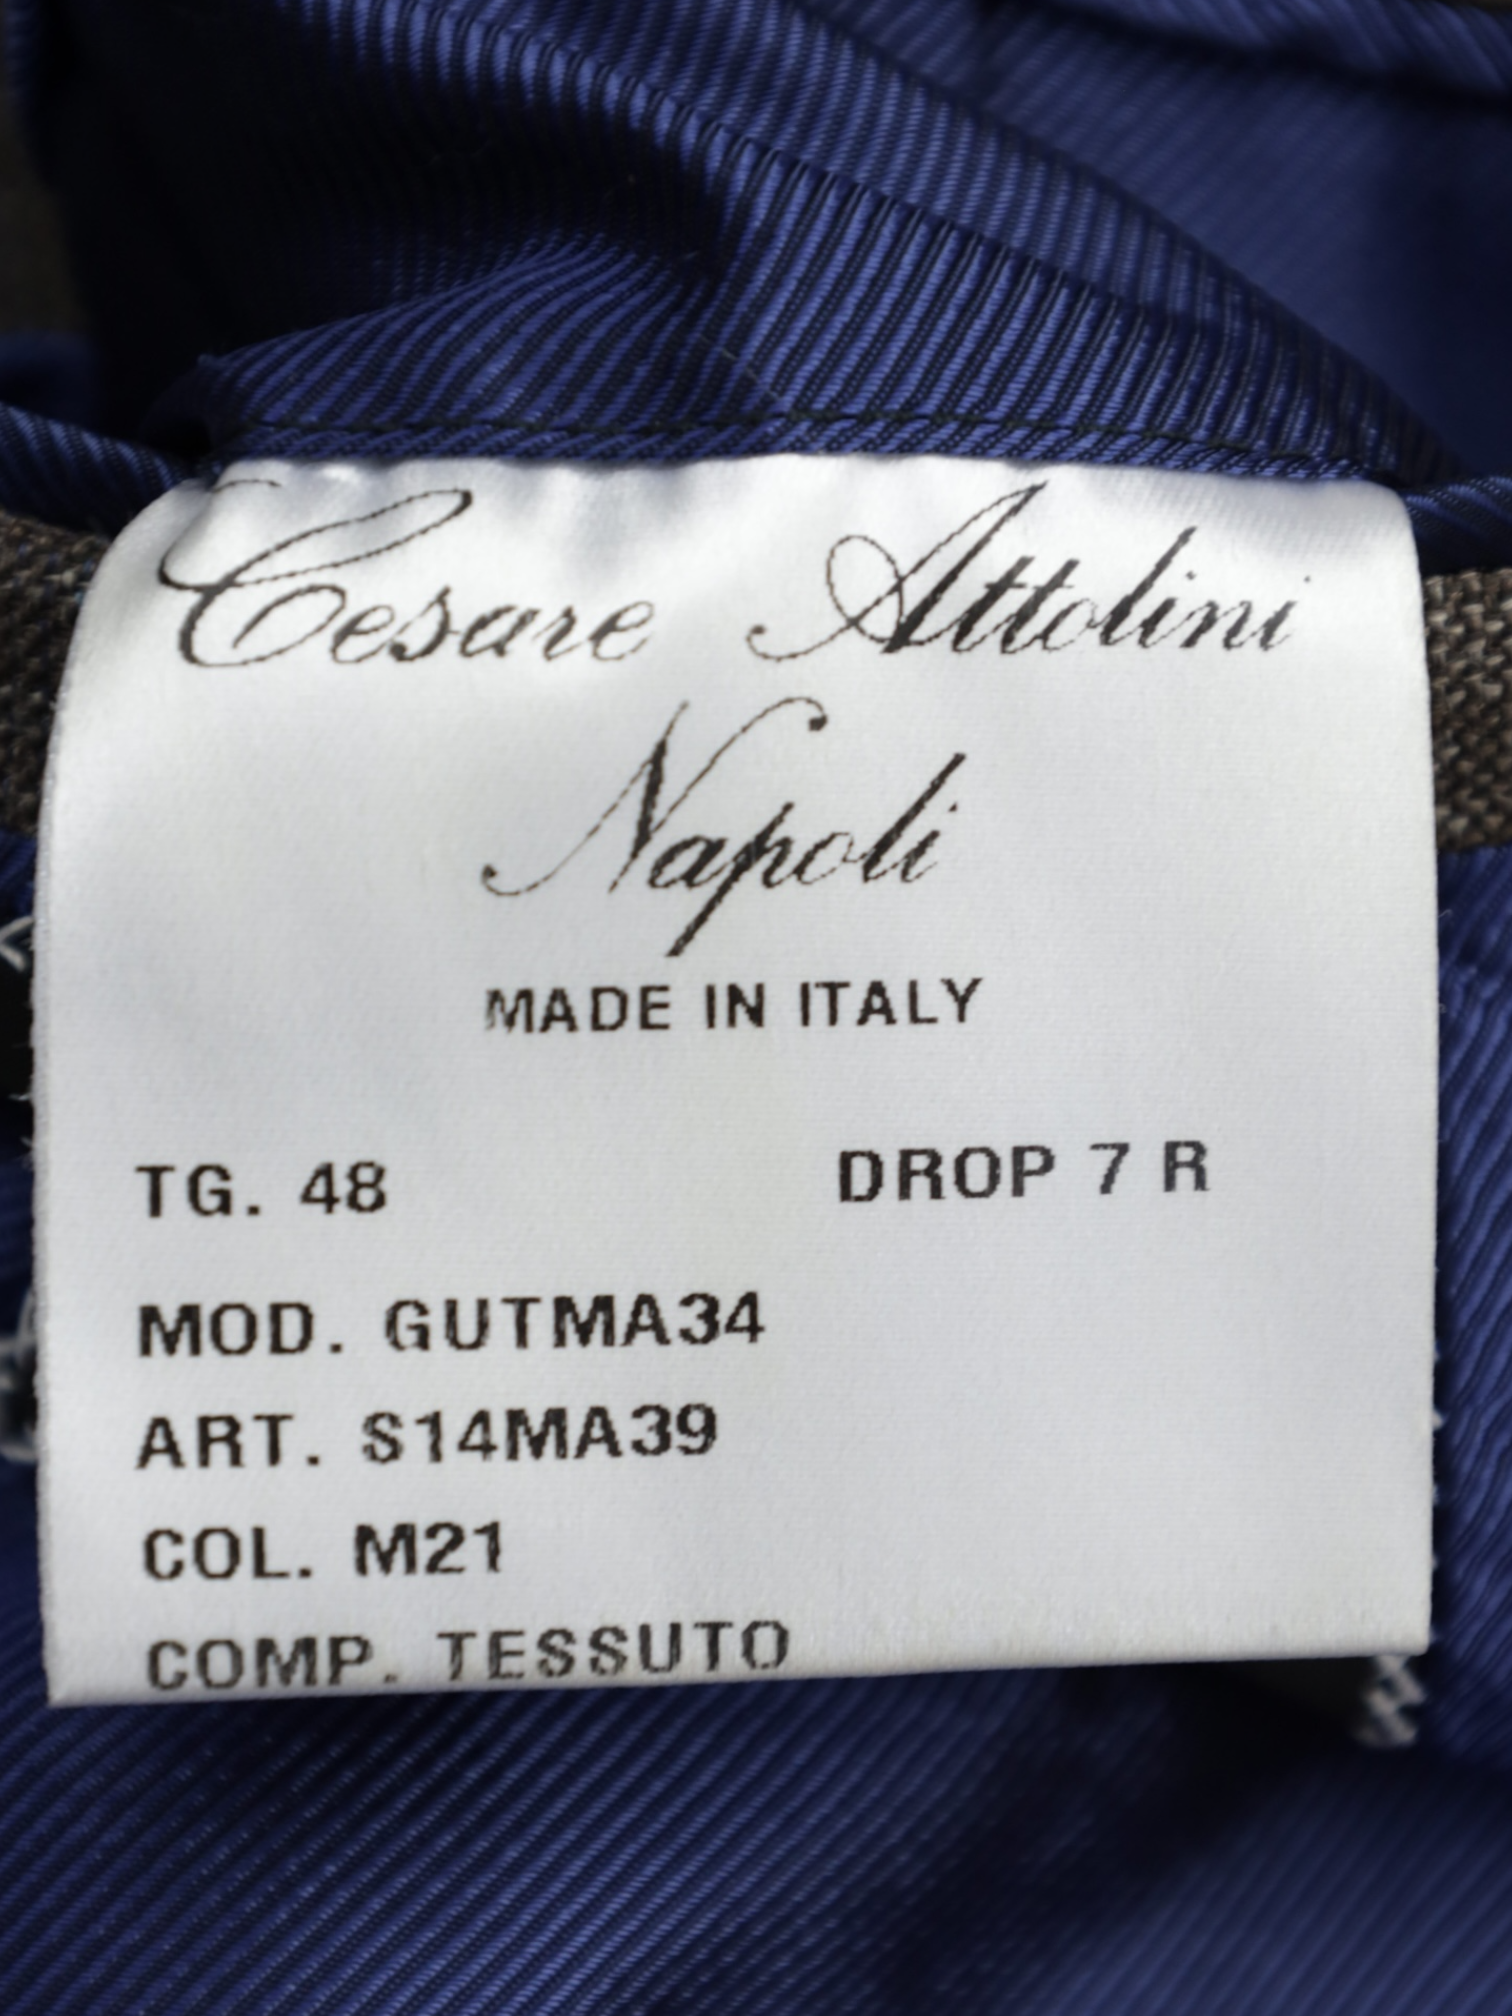 Cesare Attolini
Napoli
MADE IN ITALY
TG. 48 DROP 7 R
MOD. GUTMA34
ART. S14MA39
COL. M21
COMP. TESSUTO